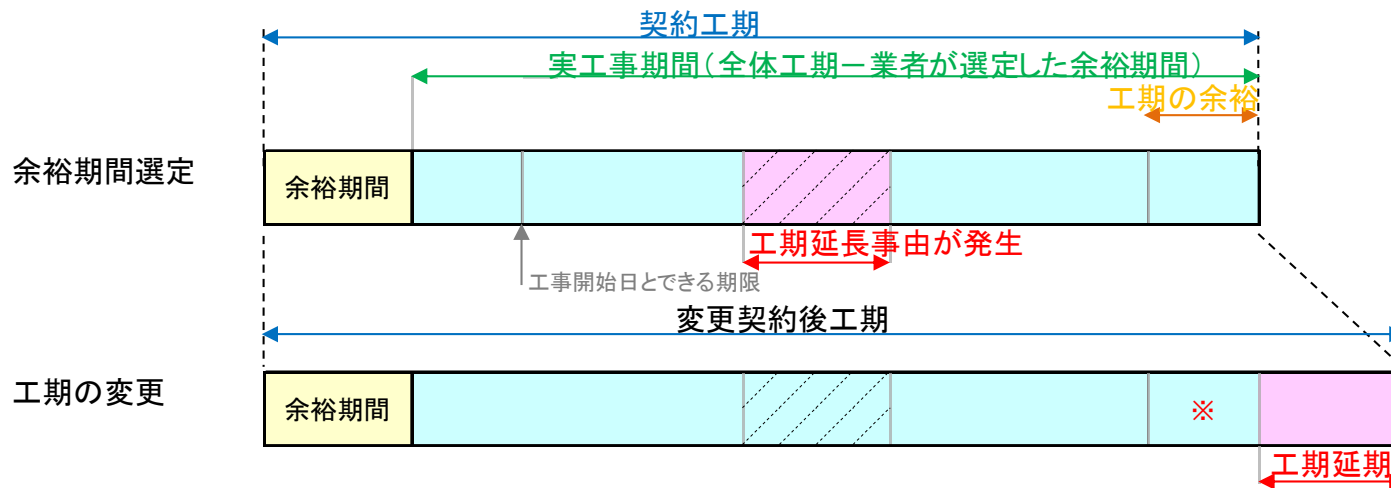 契約工期
実工事期間（全体工期－業者が選定した余裕期間）
工期の余裕
余裕期間選定
余裕期間
工期延長事由が発生
工事開始日とできる期限
変更契約後工期
工期の変更
余裕期間
※
工期延期